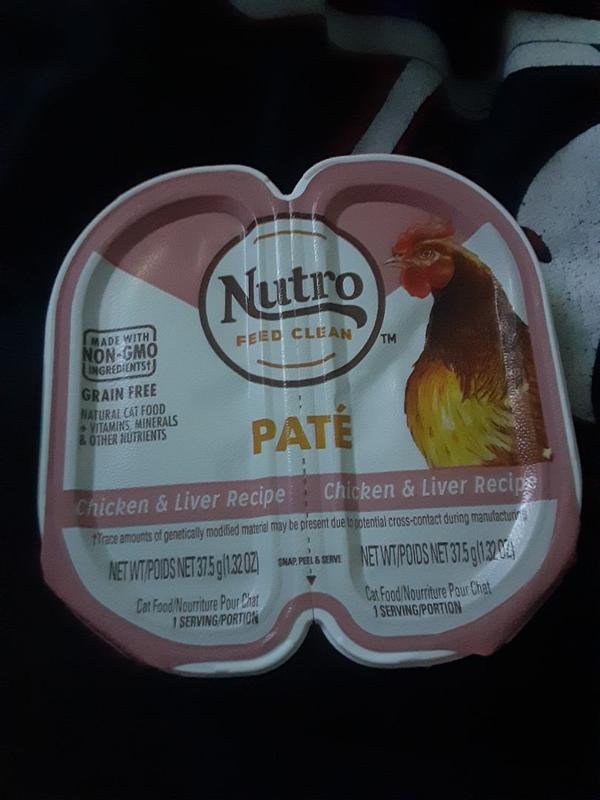 Nutro
FEED CLEAN
TM
MADE WITH
NON-GMO
INGREDIENTS†
GRAIN FREE
NATURAL CAT FOOD
+ VITAMINS, MINERALS
& OTHER NUTRIENTS
PATÉ
Chicken & Liver Recipe
Chicken & Liver Recipe
†Trace amounts of genetically modified material may be present due to potential cross-contact during manufacturing
NET WT/POIDS NET 37.5 g (1.32 OZ)
SNAP, PEEL & SERVE
NET WT/POIDS NET 37.5 g (1.32 OZ)
Cat Food/Nourriture Pour Chat
1 SERVING/PORTION
Cat Food/Nourriture Pour Chat
1 SERVING/PORTION